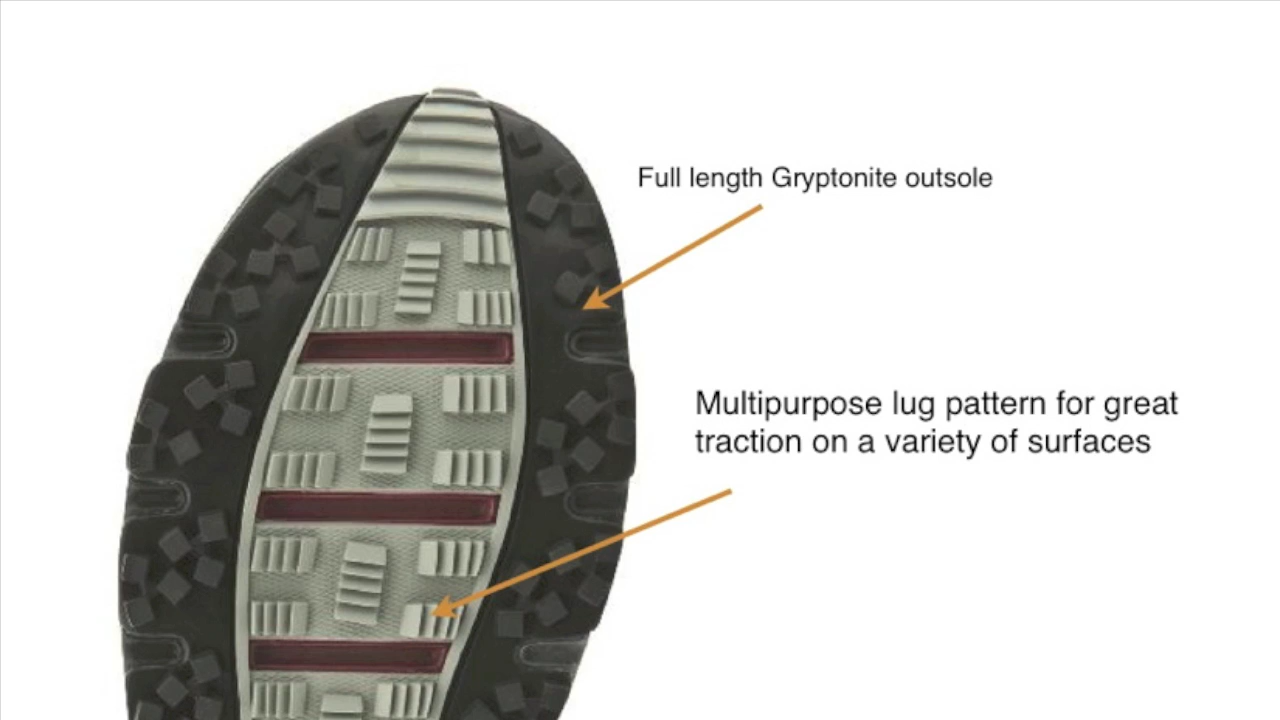 Full length Gryptonite outsole
Multipurpose lug pattern for great
traction on a variety of surfaces